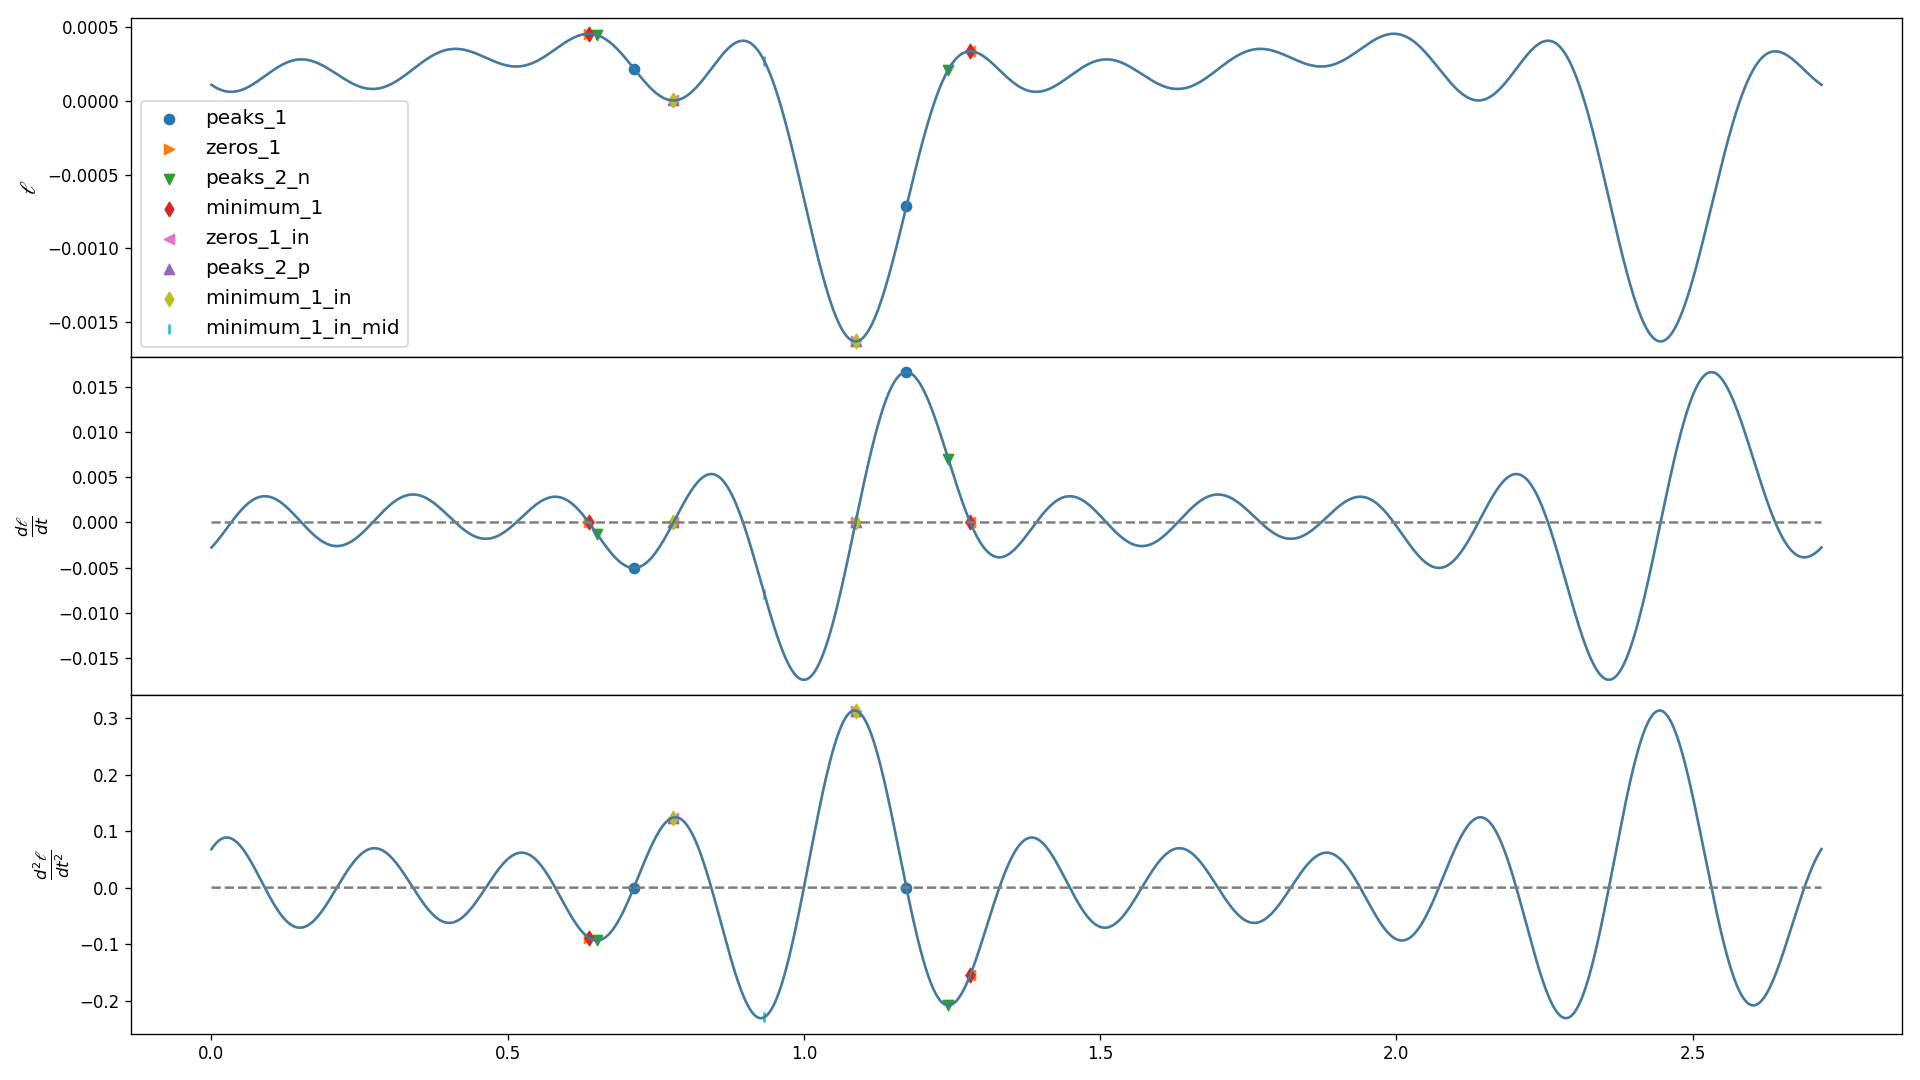 0.0005
0.0000
−0.0005
−0.0010
−0.0015
ℓ
peaks_1
zeros_1
peaks_2_n
minimum_1
zeros_1_in
peaks_2_p
minimum_1_in
minimum_1_in_mid
0.015
0.010
0.005
0.000
−0.005
−0.010
−0.015
dℓ
dt
0.3
0.2
0.1
0.0
−0.1
−0.2
d²ℓ
dt²
0.0 0.5 1.0 1.5 2.0 2.5